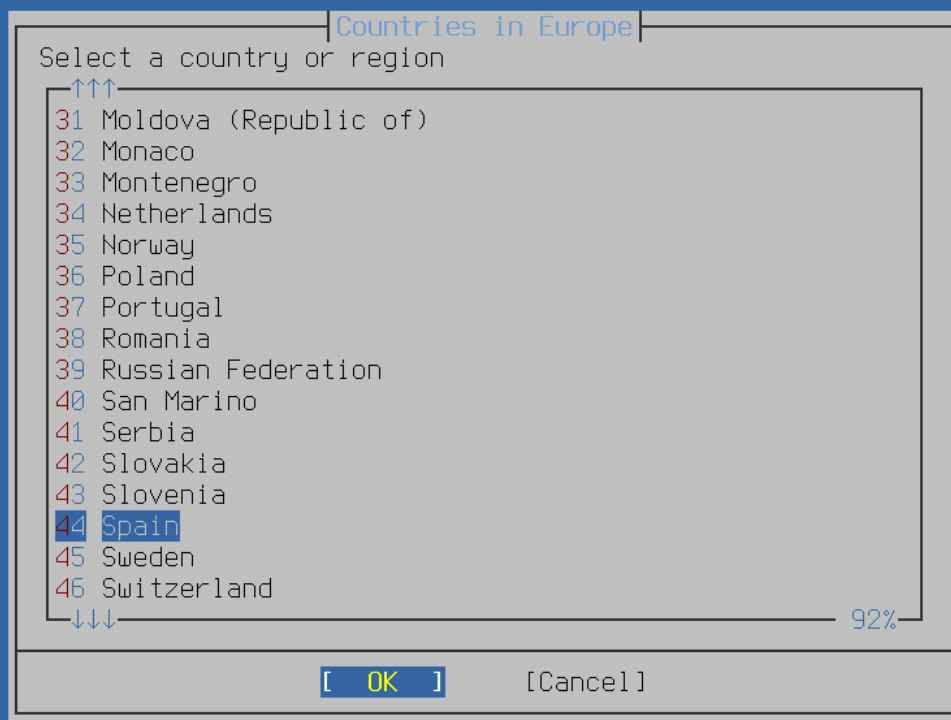 Countries in Europe
Select a country or region
↑↑↑
31 Moldova (Republic of)
32 Monaco
33 Montenegro
34 Netherlands
35 Norway
36 Poland
37 Portugal
38 Romania
39 Russian Federation
40 San Marino
41 Serbia
42 Slovakia
43 Slovenia
44 Spain
45 Sweden
46 Switzerland
↓↓↓ 92%
[ OK ] [Cancel]